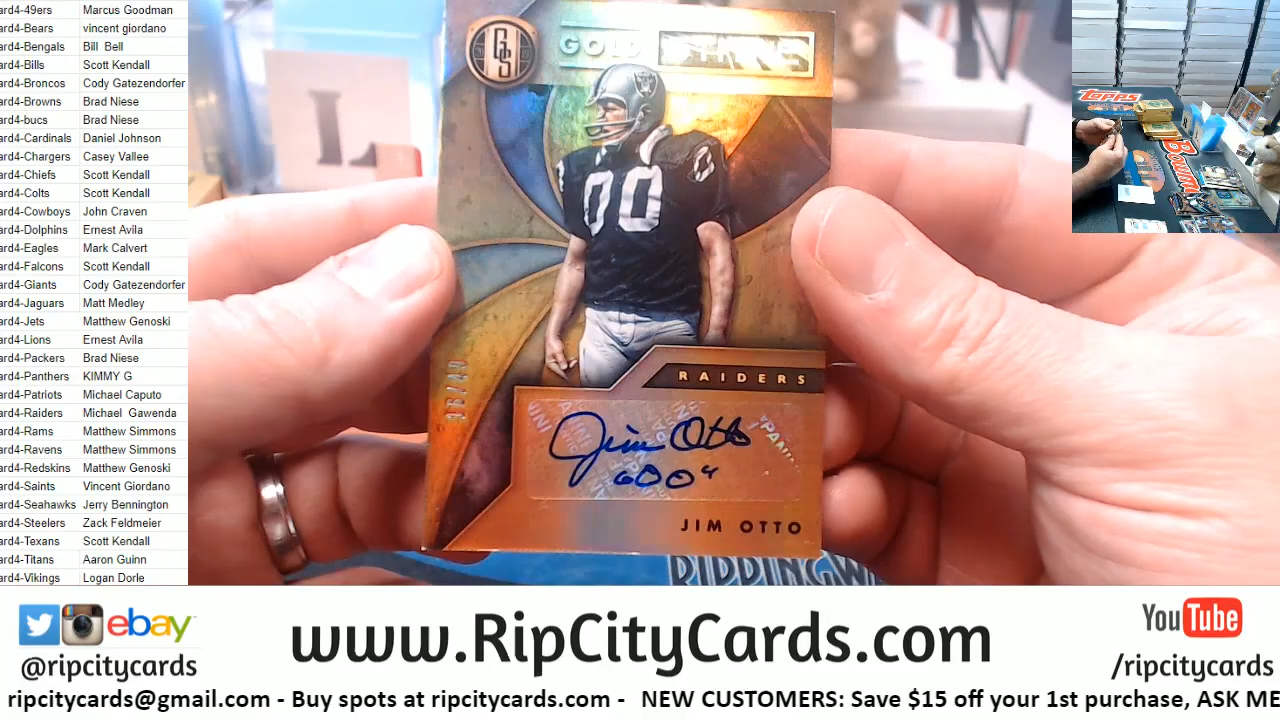 ard4-49ers Marcus Goodman
ard4-Bears vincent giordano
ard4-Bengals Bill Bell
ard4-Bills Scott Kendall
ard4-Broncos Cody Gatezendorfer
ard4-Browns Brad Niese
ard4-bucs Brad Niese
ard4-Cardinals Daniel Johnson
ard4-Chargers Casey Vallee
ard4-Chiefs Scott Kendall
ard4-Colts Scott Kendall
ard4-Cowboys John Craven
ard4-Dolphins Ernest Avila
ard4-Eagles Mark Calvert
ard4-Falcons Scott Kendall
ard4-Giants Cody Gatezendorfer
ard4-Jaguars Matt Medley
ard4-Jets Matthew Genoski
ard4-Lions Ernest Avila
ard4-Packers Brad Niese
ard4-Panthers KIMMY G
ard4-Patriots Michael Caputo
ard4-Raiders Michael Gawenda
ard4-Rams Matthew Simmons
ard4-Ravens Matthew Simmons
ard4-Redskins Matthew Genoski
ard4-Saints Vincent Giordano
ard4-Seahawks Jerry Bennington
ard4-Steelers Zack Feldmeier
ard4-Texans Scott Kendall
ard4-Titans Aaron Guinn
ard4-Vikings Logan Dorle
L
GS
GOLD
00
RAIDERS
Jim Otto
PANINI
JIM OTTO
RIPPINGW
Topps
ebay
@ripcitycards
www.RipCityCards.com
YouTube
/ripcitycards
ripcitycards@gmail.com - Buy spots at ripcitycards.com - NEW CUSTOMERS: Save $15 off your 1st purchase, ASK ME